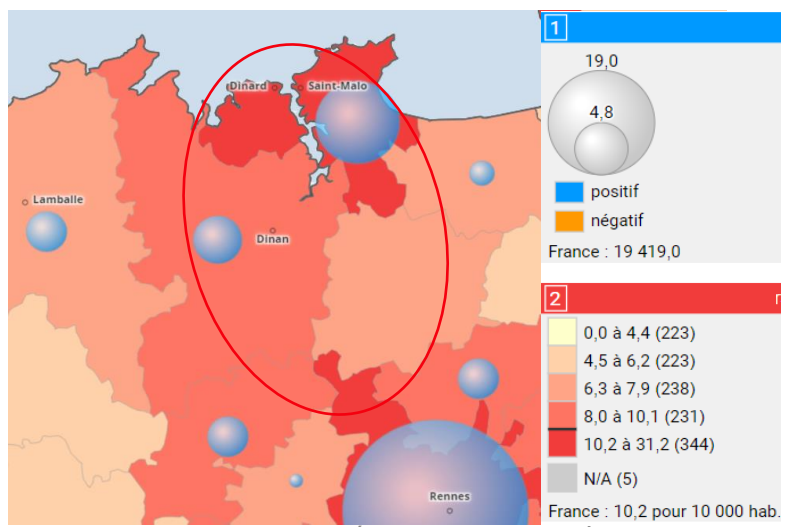 Dinard
Saint-Malo
Lamballe
Dinan
Rennes
1
19,0
4,8
positif
négatif
France : 19 419,0
2
0,0 à 4,4 (223)
4,5 à 6,2 (223)
6,3 à 7,9 (238)
8,0 à 10,1 (231)
10,2 à 31,2 (344)
N/A (5)
France : 10,2 pour 10 000 hab.